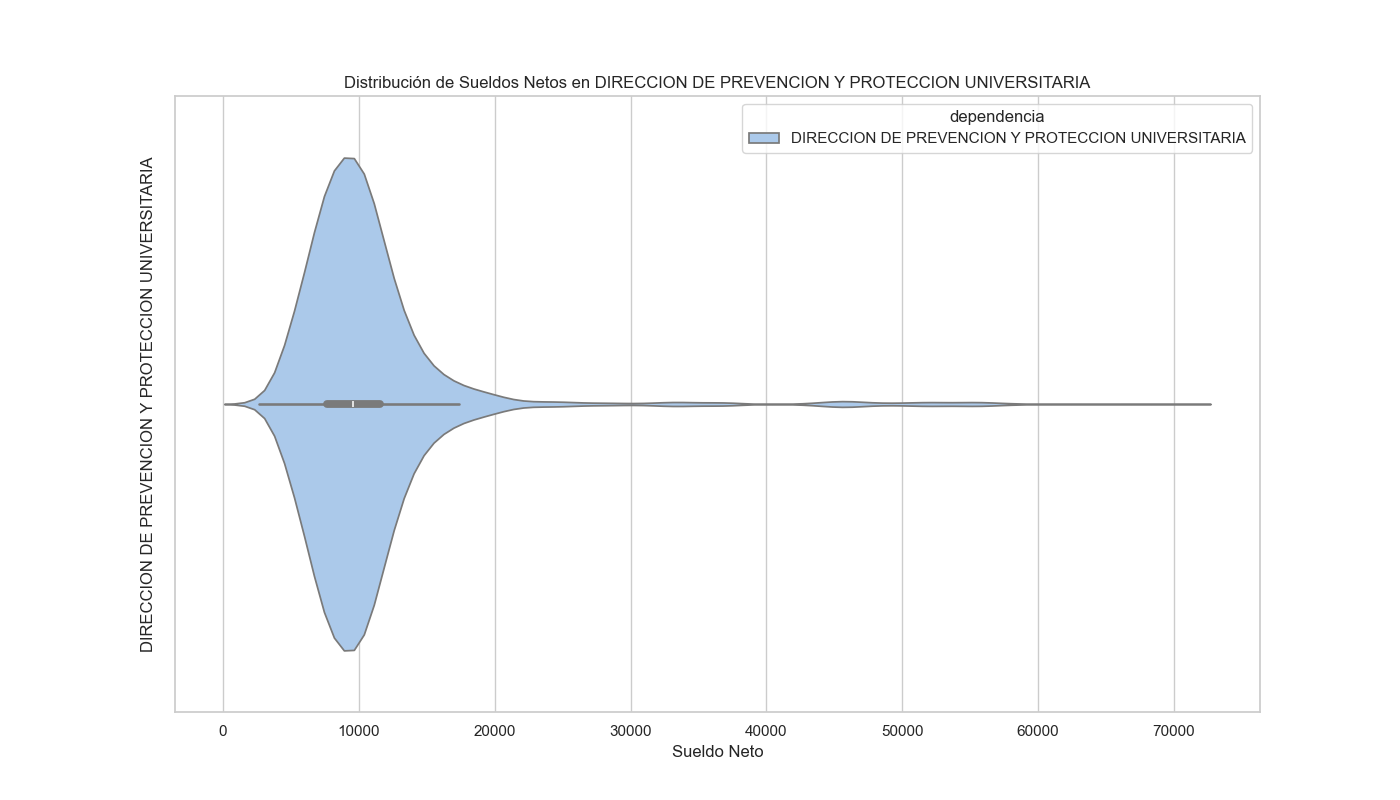 Distribución de Sueldos Netos en DIRECCION DE PREVENCION Y PROTECCION UNIVERSITARIA
dependencia
DIRECCION DE PREVENCION Y PROTECCION UNIVERSITARIA
DIRECCION DE PREVENCION Y PROTECCION UNIVERSITARIA
0 10000 20000 30000 40000 50000 60000 70000
Sueldo Neto